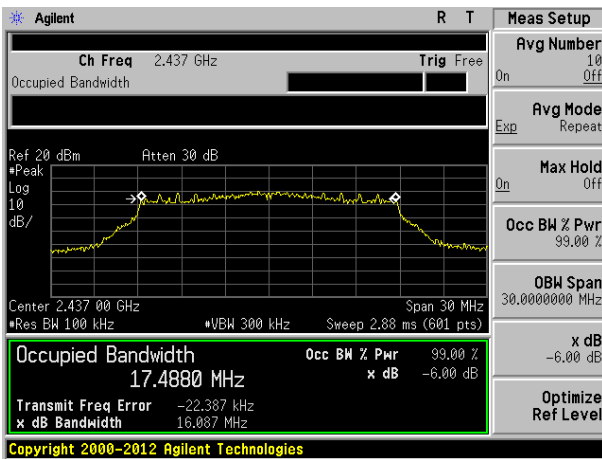 Agilent R T
Ch Freq 2.437 GHz Trig Free
Occupied Bandwidth
Ref 20 dBm Atten 30 dB
#Peak
Log
10
dB/
Center 2.437 00 GHz Span 30 MHz
#Res BW 100 kHz #VBW 300 kHz Sweep 2.88 ms (601 pts)
Occupied Bandwidth Occ BW % Pwr 99.00 %
17.4880 MHz x dB -6.00 dB
Transmit Freq Error -22.387 kHz
x dB Bandwidth 16.087 MHz
Copyright 2000-2012 Agilent Technologies
Meas Setup
Avg Number
10
On Off
Avg Mode
Exp Repeat
Max Hold
On Off
Occ BW % Pwr
99.00 %
OBW Span
30.0000000 MHz
x dB
-6.00 dB
Optimize
Ref Level